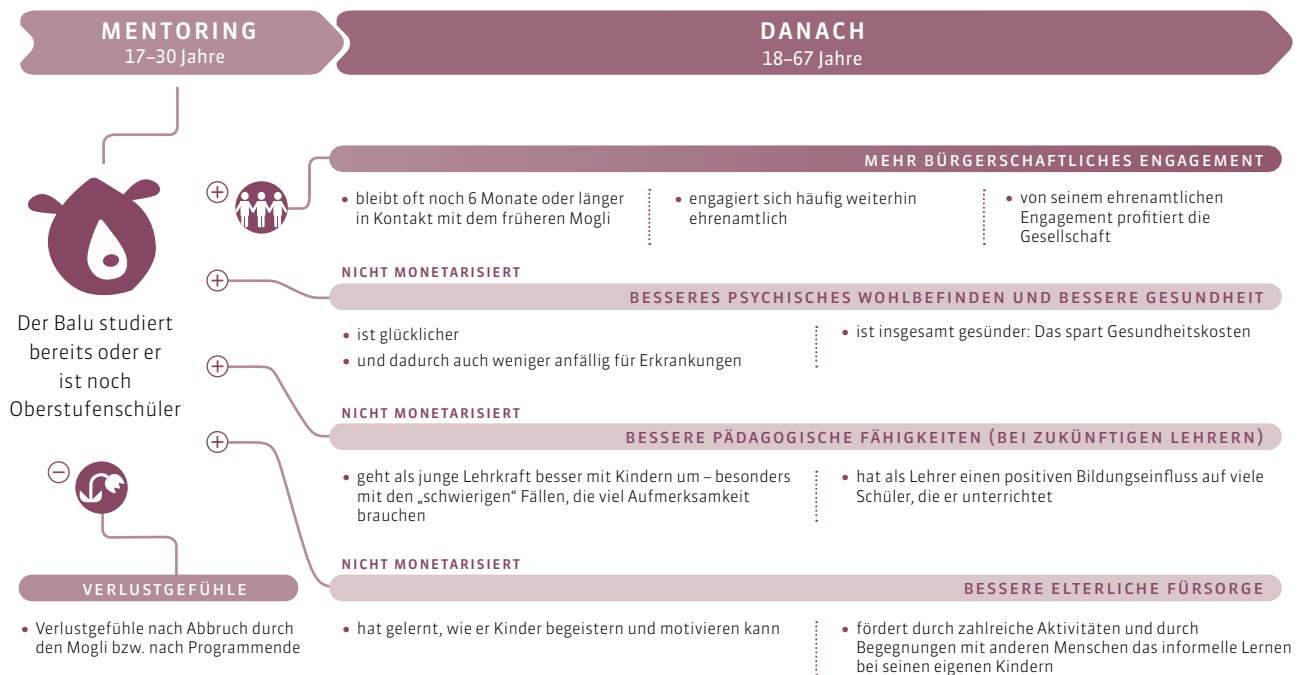 MENTORING
17–30 Jahre
DANACH
18–67 Jahre
Der Balu studiert
bereits oder er
ist noch
Oberstufenschüler
VERLUSTGEFÜHLE
• Verlustgefühle nach Abbruch durch
den Mogli bzw. nach Programmende
MEHR BÜRGERSCHAFTLICHES ENGAGEMENT
• bleibt oft noch 6 Monate oder länger
in Kontakt mit dem früheren Mogli
• engagiert sich häufig weiterhin
ehrenamtlich
• von seinem ehrenamtlichen
Engagement profitiert die
Gesellschaft
NICHT MONETARISIERT
BESSERES PSYCHISCHES WOHLBEFINDEN UND BESSERE GESUNDHEIT
• ist glücklicher
• und dadurch auch weniger anfällig für Erkrankungen
• ist insgesamt gesünder: Das spart Gesundheitskosten
NICHT MONETARISIERT
BESSERE PÄDAGOGISCHE FÄHIGKEITEN (BEI ZUKÜNFTIGEN LEHRERN)
• geht als junge Lehrkraft besser mit Kindern um – besonders
mit den „schwierigen“ Fällen, die viel Aufmerksamkeit
brauchen
• hat als Lehrer einen positiven Bildungseinfluss auf viele
Schüler, die er unterrichtet
NICHT MONETARISIERT
BESSERE ELTERLICHE FÜRSORGE
• hat gelernt, wie er Kinder begeistern und motivieren kann
• fördert durch zahlreiche Aktivitäten und durch
Begegnungen mit anderen Menschen das informelle Lernen
bei seinen eigenen Kindern